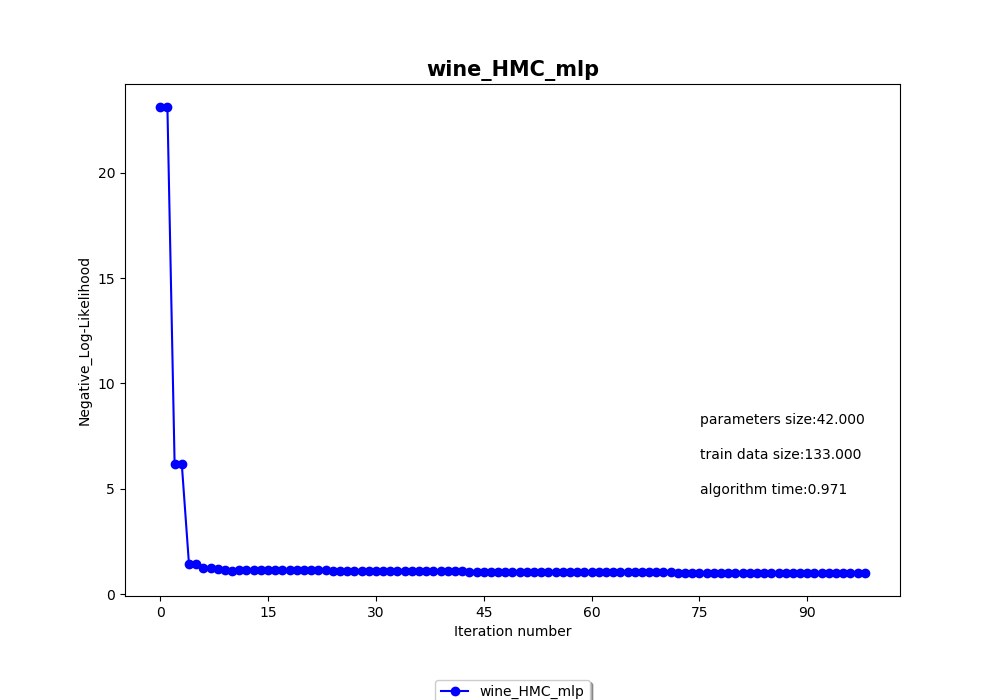 wine_HMC_mlp
20
15
10
5
0
Negative_Log-Likelihood
parameters size:42.000
train data size:133.000
algorithm time:0.971
0 15 30 45 60 75 90
Iteration number
wine_HMC_mlp